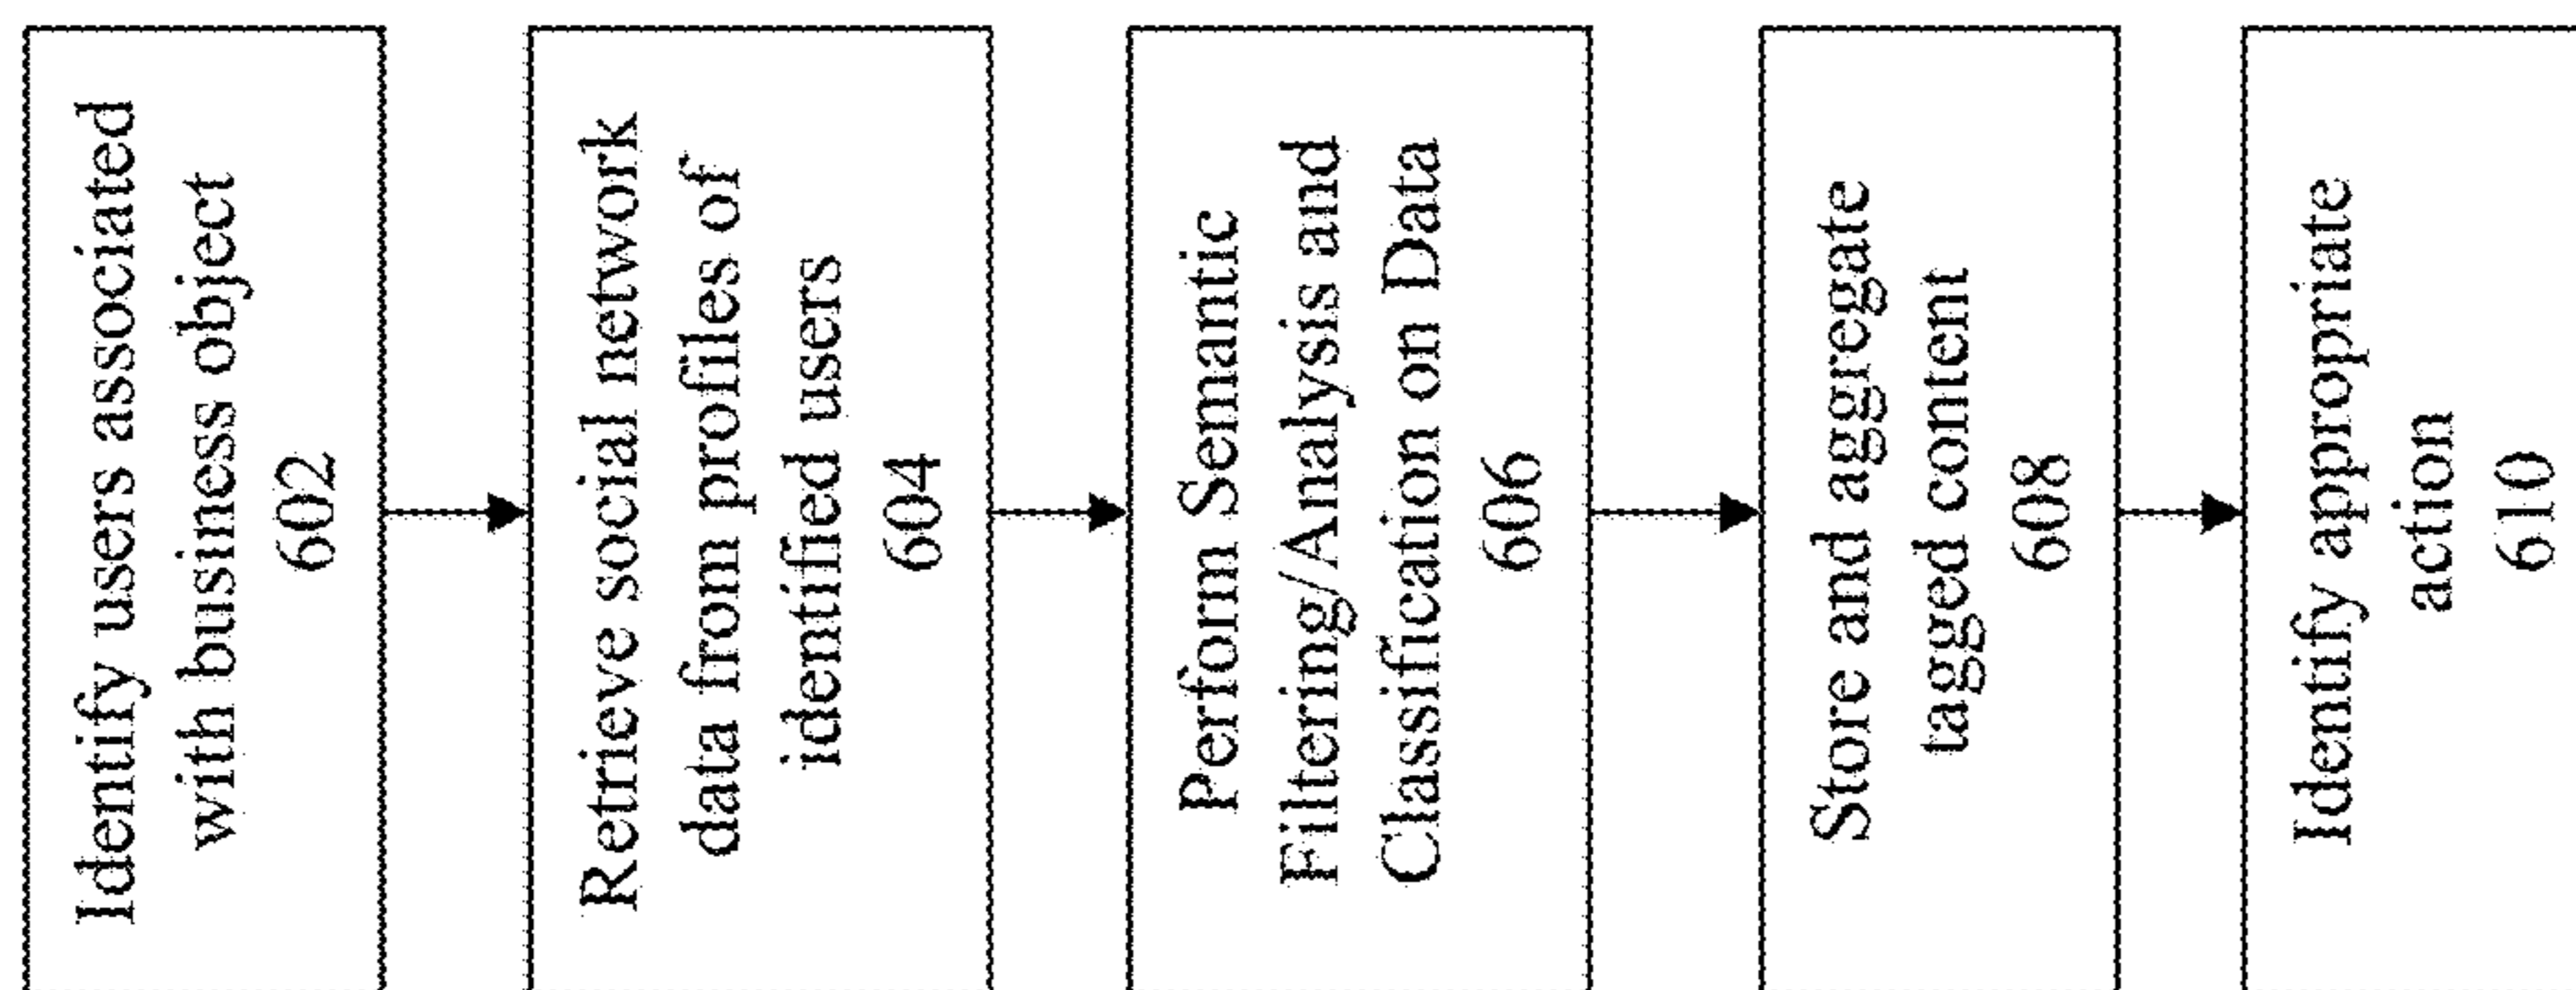 Identify users associated
with business object
602
Retrieve social network
data from profiles of
identified users
604
Perform Semantic
Filtering/Analysis and
Classification on Data
606
Store and aggregate
tagged content
608
Identify appropriate
action
610